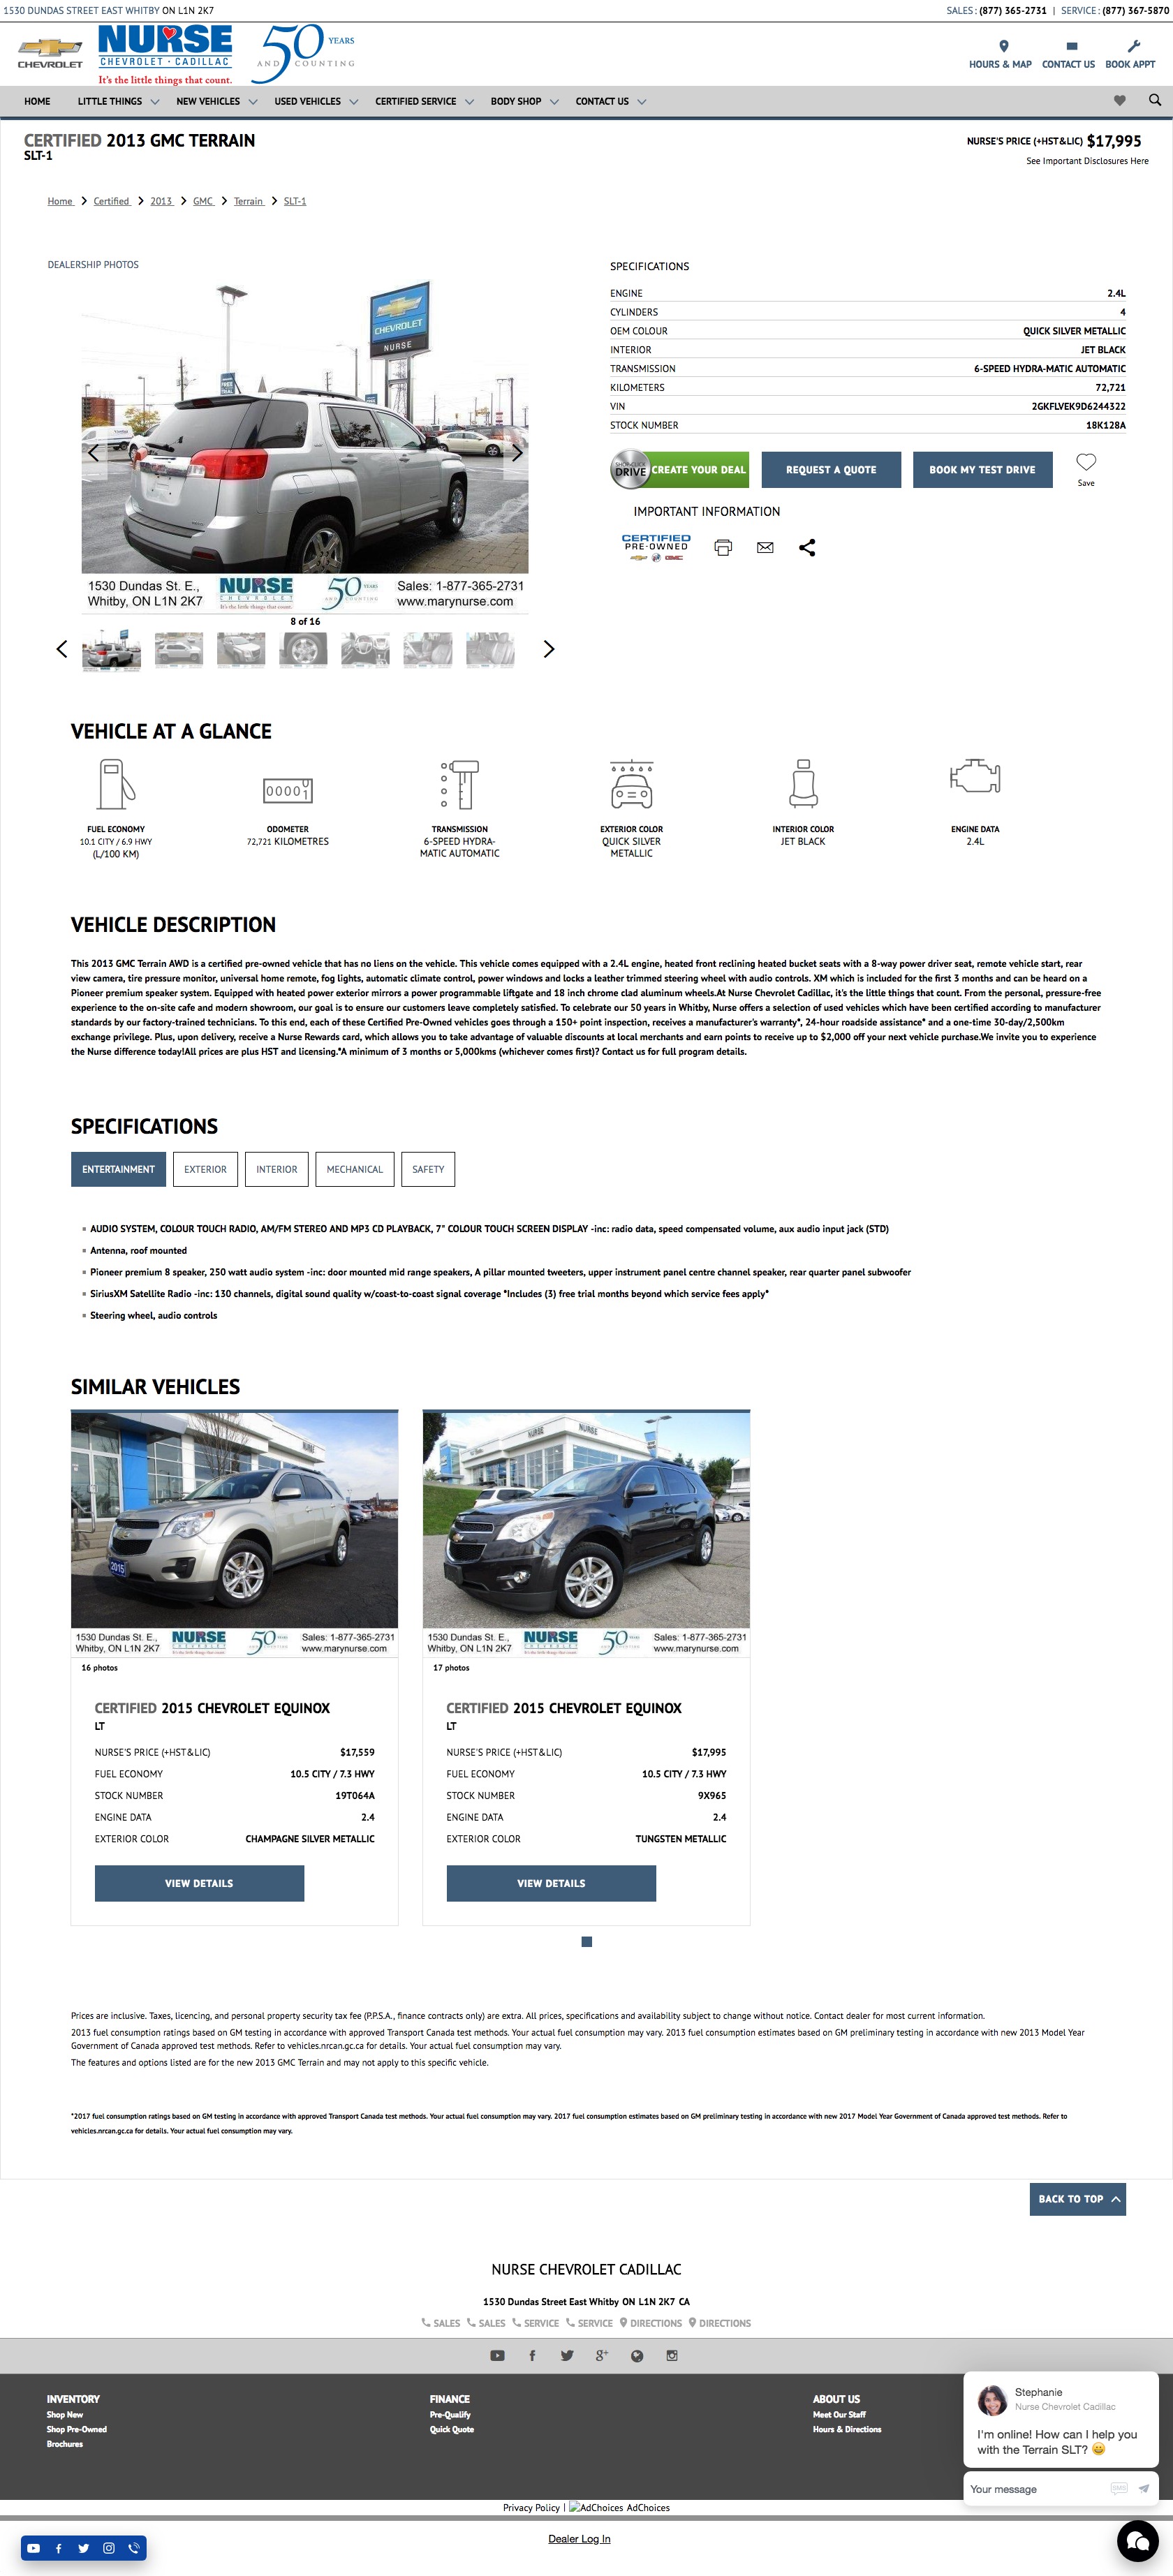 1530 DUNDAS STREET EAST WHITBY ON L1N 2K7
SALES : (877) 365-2731 | SERVICE : (877) 367-5870
CHEVROLET
NURSE
CHEVROLET · CADILLAC
It's the little things that count.
50 YEARS
AND COUNTING
HOURS & MAP CONTACT US BOOK APPT
HOME LITTLE THINGS NEW VEHICLES USED VEHICLES CERTIFIED SERVICE BODY SHOP CONTACT US
CERTIFIED 2013 GMC TERRAIN
SLT-1
NURSE'S PRICE (+HST&LIC) $17,995
See Important Disclosures Here
Home Certified 2013 GMC Terrain SLT-1
DEALERSHIP PHOTOS
CHEVROLET
NURSE
1530 Dundas St. E.,
Whitby, ON L1N 2K7
NURSE
CHEVROLET
It's the little things that count.
50 YEARS
AND COUNTING
Sales: 1-877-365-2731
www.marynurse.com
8 of 16
SPECIFICATIONS
ENGINE 2.4L
CYLINDERS 4
OEM COLOUR QUICK SILVER METALLIC
INTERIOR JET BLACK
TRANSMISSION 6-SPEED HYDRA-MATIC AUTOMATIC
KILOMETERS 72,721
VIN 2GKFLVEK9D6244322
STOCK NUMBER 18K128A
SHOP CLICK DRIVE CREATE YOUR DEAL
REQUEST A QUOTE
BOOK MY TEST DRIVE
Save
IMPORTANT INFORMATION
CERTIFIED
PRE-OWNED
GMC
VEHICLE AT A GLANCE
00001
FUEL ECONOMY
10.1 CITY / 6.9 HWY
(L/100 KM)
ODOMETER
72,721 KILOMETRES
TRANSMISSION
6-SPEED HYDRA-
MATIC AUTOMATIC
EXTERIOR COLOR
QUICK SILVER
METALLIC
INTERIOR COLOR
JET BLACK
ENGINE DATA
2.4L
VEHICLE DESCRIPTION
This 2013 GMC Terrain AWD is a certified pre-owned vehicle that has no liens on the vehicle. This vehicle comes equipped with a 2.4L engine, heated front reclining heated bucket seats with a 8-way power driver seat, remote vehicle start, rear
view camera, tire pressure monitor, universal home remote, fog lights, automatic climate control, power windows and locks a leather trimmed steering wheel with audio controls. XM which is included for the first 3 months and can be heard on a
Pioneer premium speaker system. Equipped with heated power exterior mirrors a power programmable liftgate and 18 inch chrome clad aluminum wheels.At Nurse Chevrolet Cadillac, it's the little things that count. From the personal, pressure-free
experience to the on-site cafe and modern showroom, our goal is to ensure our customers leave completely satisfied. To celebrate our 50 years in Whitby, Nurse offers a selection of used vehicles which have been certified according to manufacturer
standards by our factory-trained technicians. To this end, each of these Certified Pre-Owned vehicles goes through a 150+ point inspection, receives a manufacturer's warranty*, 24-hour roadside assistance* and a one-time 30-day/2,500km
exchange privilege. Plus, upon delivery, receive a Nurse Rewards card, which allows you to take advantage of valuable discounts at local merchants and earn points to receive up to $2,000 off your next vehicle purchase.We invite you to experience
the Nurse difference today!All prices are plus HST and licensing.*A minimum of 3 months or 5,000kms (whichever comes first)? Contact us for full program details.
SPECIFICATIONS
ENTERTAINMENT EXTERIOR INTERIOR MECHANICAL SAFETY
AUDIO SYSTEM, COLOUR TOUCH RADIO, AM/FM STEREO AND MP3 CD PLAYBACK, 7" COLOUR TOUCH SCREEN DISPLAY -inc: radio data, speed compensated volume, aux audio input jack (STD)
Antenna, roof mounted
Pioneer premium 8 speaker, 250 watt audio system -inc: door mounted mid range speakers, A pillar mounted tweeters, upper instrument panel centre channel speaker, rear quarter panel subwoofer
SiriusXM Satellite Radio -inc: 130 channels, digital sound quality w/coast-to-coast signal coverage *Includes (3) free trial months beyond which service fees apply*
Steering wheel, audio controls
SIMILAR VEHICLES
NURSE
2015
1530 Dundas St. E.,
Whitby, ON L1N 2K7
NURSE
50
Sales: 1-877-365-2731
www.marynurse.com
16 photos
CERTIFIED 2015 CHEVROLET EQUINOX
LT
NURSE'S PRICE (+HST&LIC) $17,559
FUEL ECONOMY 10.5 CITY / 7.3 HWY
STOCK NUMBER 19T064A
ENGINE DATA 2.4
EXTERIOR COLOR CHAMPAGNE SILVER METALLIC
VIEW DETAILS
NURSE NURSE
1530 Dundas St. E.,
Whitby, ON L1N 2K7
NURSE
50
Sales: 1-877-365-2731
www.marynurse.com
17 photos
CERTIFIED 2015 CHEVROLET EQUINOX
LT
NURSE'S PRICE (+HST&LIC) $17,995
FUEL ECONOMY 10.5 CITY / 7.3 HWY
STOCK NUMBER 9X965
ENGINE DATA 2.4
EXTERIOR COLOR TUNGSTEN METALLIC
VIEW DETAILS
Prices are inclusive. Taxes, licencing, and personal property security tax fee (P.P.S.A., finance contracts only) are extra. All prices, specifications and availability subject to change without notice. Contact dealer for most current information.
2013 fuel consumption ratings based on GM testing in accordance with approved Transport Canada test methods. Your actual fuel consumption may vary. 2013 fuel consumption estimates based on GM preliminary testing in accordance with new 2013 Model Year
Government of Canada approved test methods. Refer to vehicles.nrcan.gc.ca for details. Your actual fuel consumption may vary.
The features and options listed are for the new 2013 GMC Terrain and may not apply to this specific vehicle.
*2017 fuel consumption ratings based on GM testing in accordance with approved Transport Canada test methods. Your actual fuel consumption may vary. 2017 fuel consumption estimates based on GM preliminary testing in accordance with new 2017 Model Year Government of Canada approved test methods. Refer to
vehicles.nrcan.gc.ca for details. Your actual fuel consumption may vary.
BACK TO TOP
NURSE CHEVROLET CADILLAC
1530 Dundas Street East Whitby ON L1N 2K7 CA
SALES SALES SERVICE SERVICE DIRECTIONS DIRECTIONS
INVENTORY
Shop New
Shop Pre-Owned
Brochures
FINANCE
Pre-Qualify
Quick Quote
ABOUT US
Meet Our Staff
Hours & Directions
Stephanie
Nurse Chevrolet Cadillac
I'm online! How can I help you
with the Terrain SLT? 😀
Your message
SMS
Privacy Policy | AdChoices AdChoices
Dealer Log In